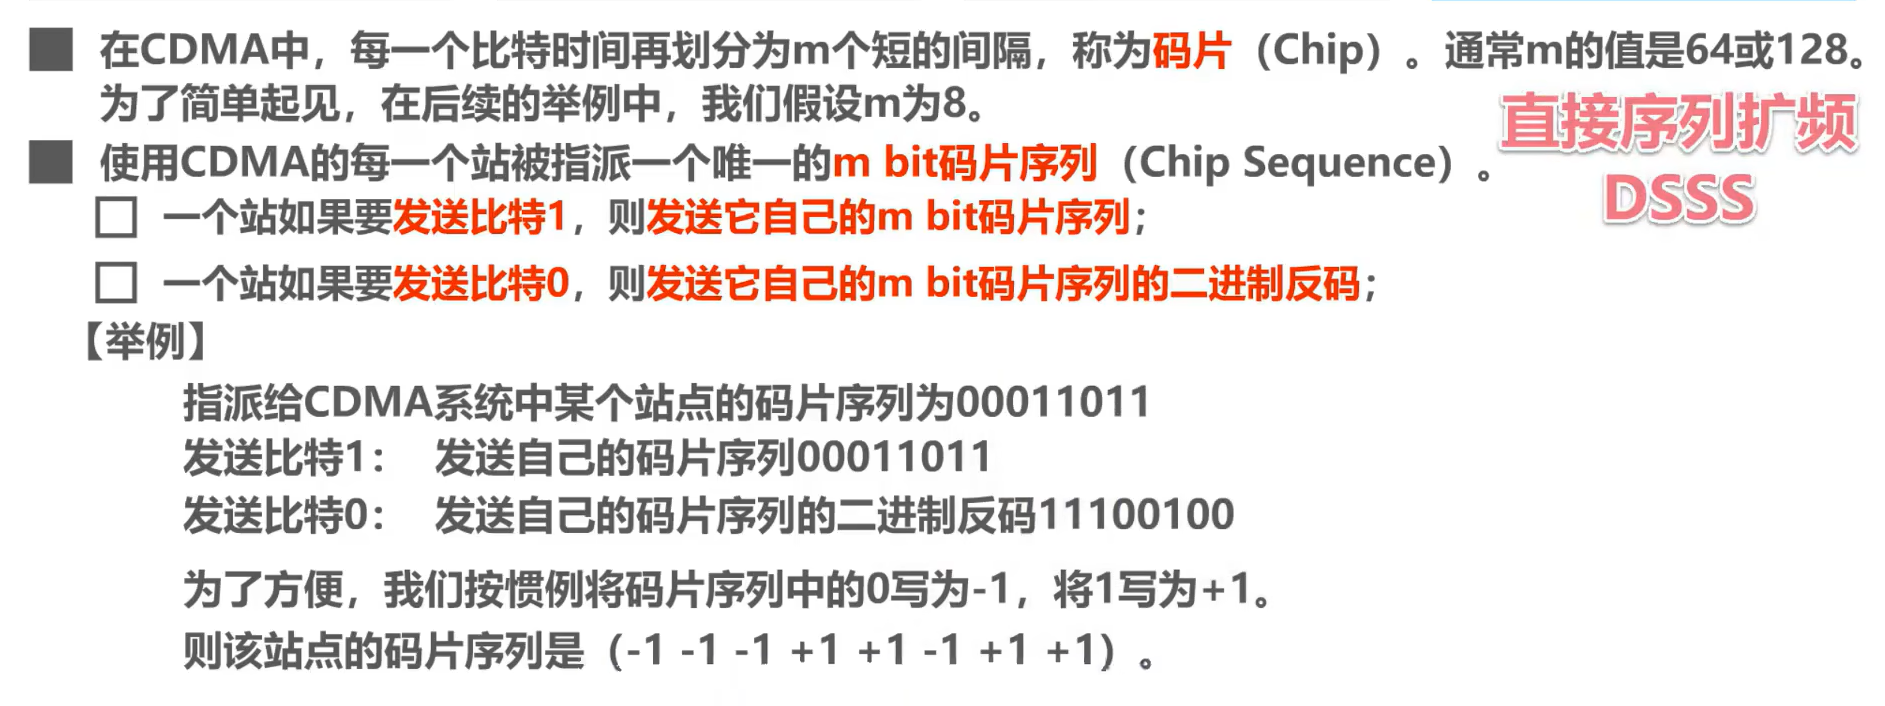 在CDMA中，每一个比特时间再划分为m个短的间隔，称为码片（Chip）。通常m的值是64或128。
为了简单起见，在后续的举例中，我们假设m为8。
直接序列扩频
使用CDMA的每一个站被指派一个唯一的m bit码片序列（Chip Sequence）。
DSSS
一个站如果要发送比特1，则发送它自己的m bit码片序列；
一个站如果要发送比特0，则发送它自己的m bit码片序列的二进制反码；
【举例】
指派给CDMA系统中某个站点的码片序列为00011011
发送比特1： 发送自己的码片序列00011011
发送比特0： 发送自己的码片序列的二进制反码11100100
为了方便，我们按惯例将码片序列中的0写为-1，将1写为+1。
则该站点的码片序列是（-1 -1 -1 +1 +1 -1 +1 +1）。